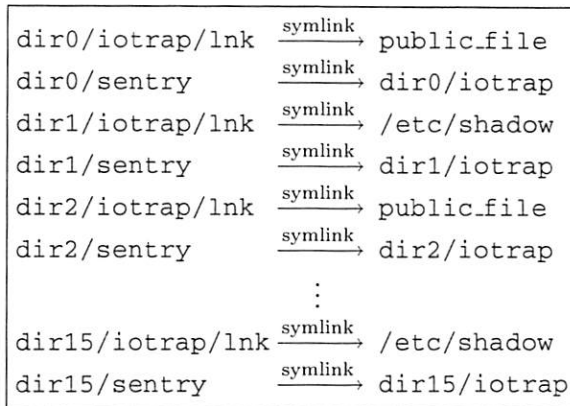 dir0/iotrap/lnk symlink→ public_file
dir0/sentry symlink→ dir0/iotrap
dir1/iotrap/lnk symlink→ /etc/shadow
dir1/sentry symlink→ dir1/iotrap
dir2/iotrap/lnk symlink→ public_file
dir2/sentry symlink→ dir2/iotrap
⋮
dir15/iotrap/lnk symlink→ /etc/shadow
dir15/sentry symlink→ dir15/iotrap